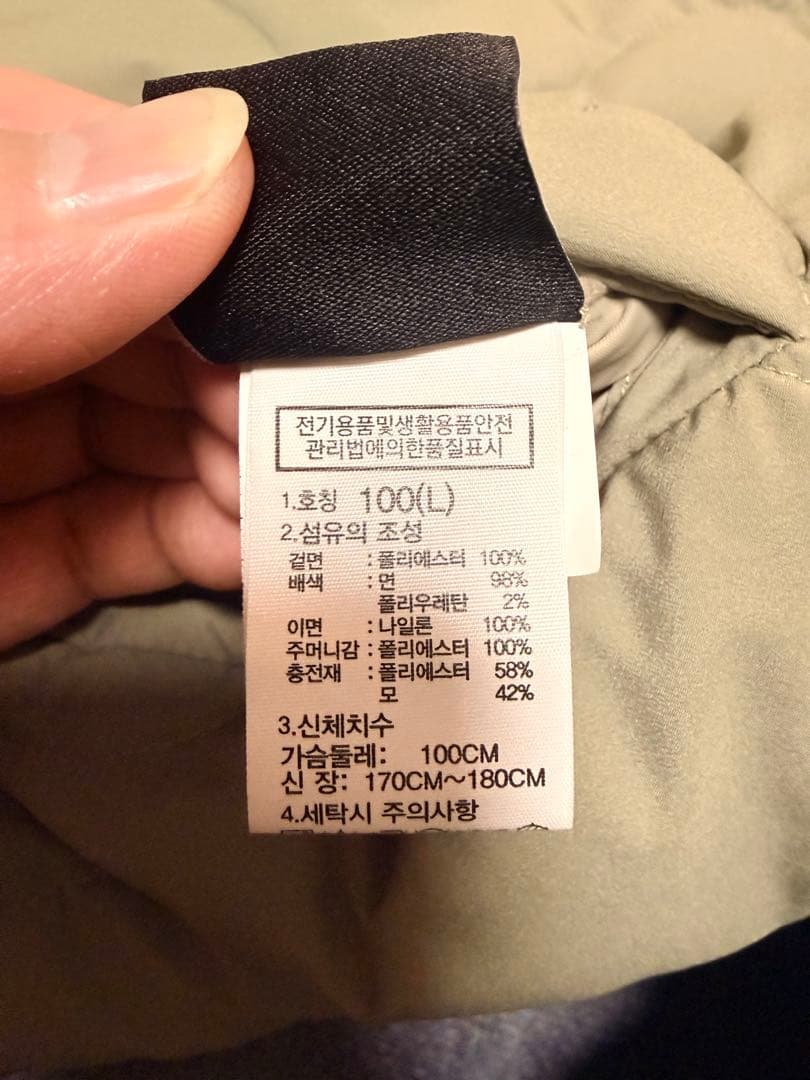 전기용품및생활용품안전
관리법에의한품질표시
1.호칭 100(L)
2.섬유의 조성
겉면 :폴리에스터 100%
배색 :면 98%
폴리우레탄 2%
이면 :나일론 100%
주머니감:폴리에스터 100%
충전재 :폴리에스터 58%
모 42%
3.신체치수
가슴둘레: 100CM
신 장: 170CM~180CM
4.세탁시 주의사항